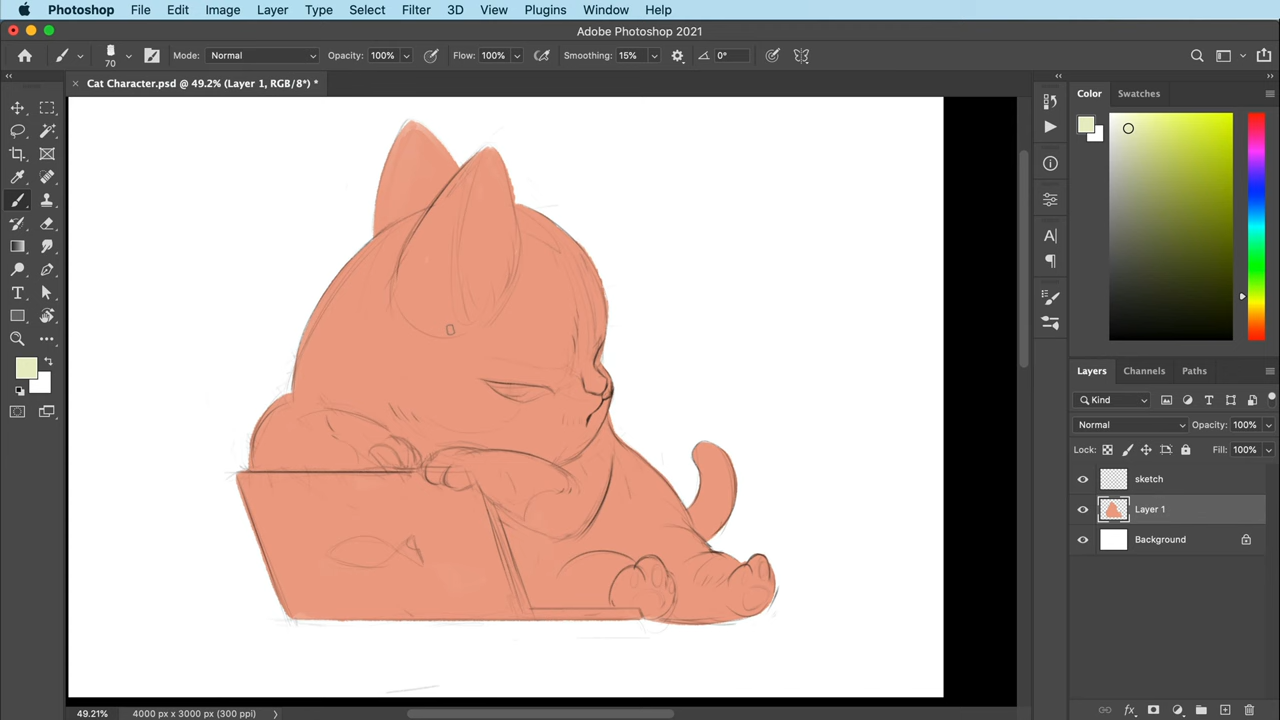 Photoshop File Edit Image Layer Type Select Filter 3D View Plugins Window Help
Adobe Photoshop 2021
70 Mode: Normal Opacity: 100% Flow: 100% Smoothing: 15% 0°
Cat Character.psd @ 49.2% (Layer 1, RGB/8*) *
Color Swatches
Layers Channels Paths
Kind
Normal Opacity: 100%
Lock: Fill: 100%
sketch
Layer 1
Background
49.21% 4000 px x 3000 px (300 ppi)